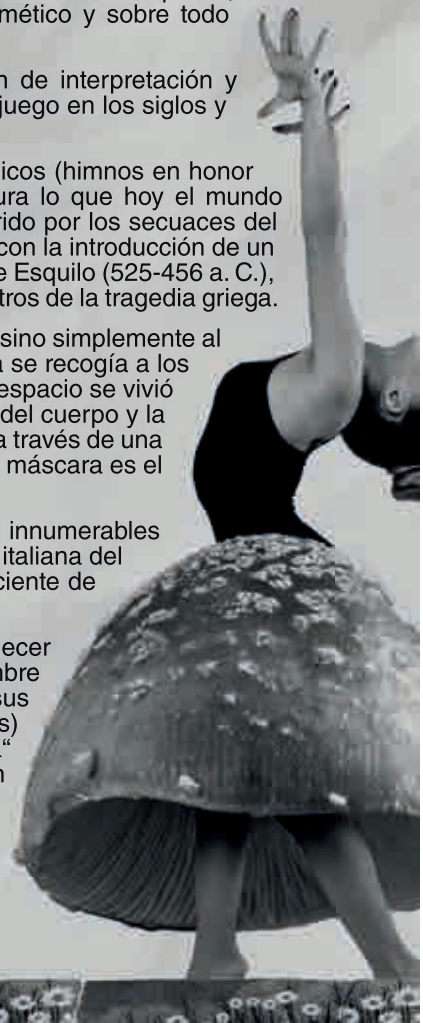 mético y sobre todo
n de interpretación y
juego en los siglos y
icos (himnos en honor
ura lo que hoy el mundo
rido por los secuaces del
con la introducción de un
e Esquilo (525-456 a. C.),
tros de la tragedia griega.
sino simplemente al
a se recogía a los
espacio se vivió
del cuerpo y la
a través de una
máscara es el
innumerables
italiana del
ciente de
ecer
nbre
sus
s)
“
n